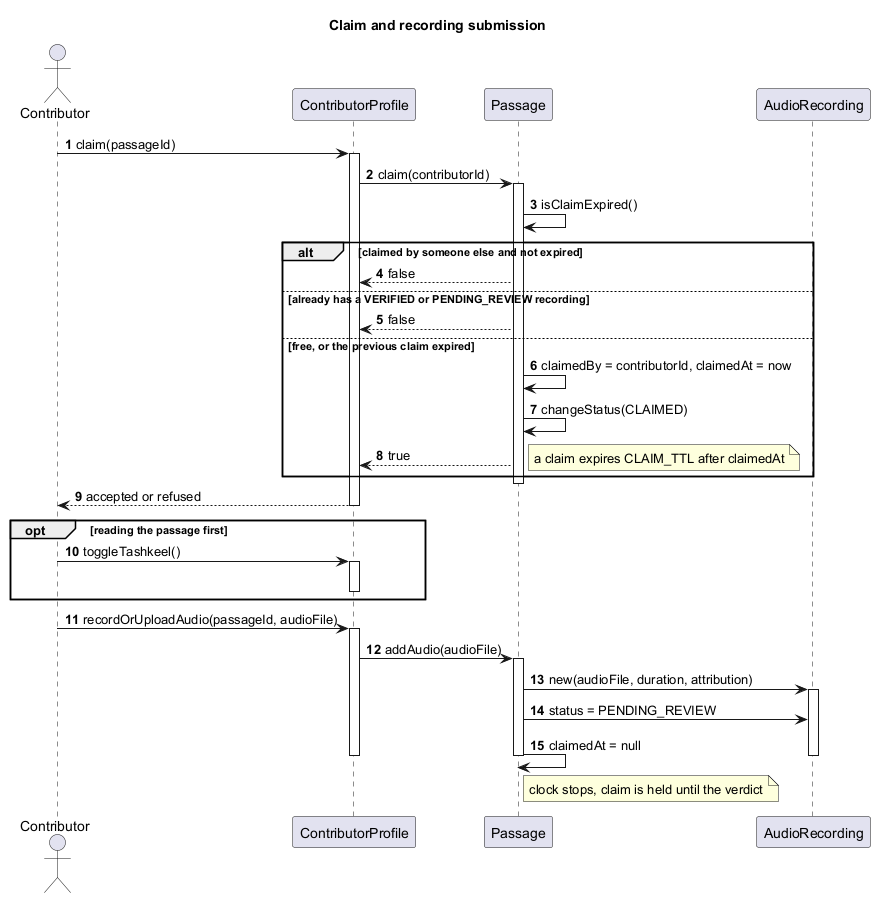 Claim and recording submission
Contributor
ContributorProfile
Passage
AudioRecording
1 claim(passageId)
2 claim(contributorId)
3 isClaimExpired()
alt [claimed by someone else and not expired]
4 false
[already has a VERIFIED or PENDING_REVIEW recording]
5 false
[free, or the previous claim expired]
6 claimedBy = contributorId, claimedAt = now
7 changeStatus(CLAIMED)
8 true
a claim expires CLAIM_TTL after claimedAt
9 accepted or refused
opt [reading the passage first]
10 toggleTashkeel()
11 recordOrUploadAudio(passageId, audioFile)
12 addAudio(audioFile)
13 new(audioFile, duration, attribution)
14 status = PENDING_REVIEW
15 claimedAt = null
clock stops, claim is held until the verdict
Contributor
ContributorProfile
Passage
AudioRecording